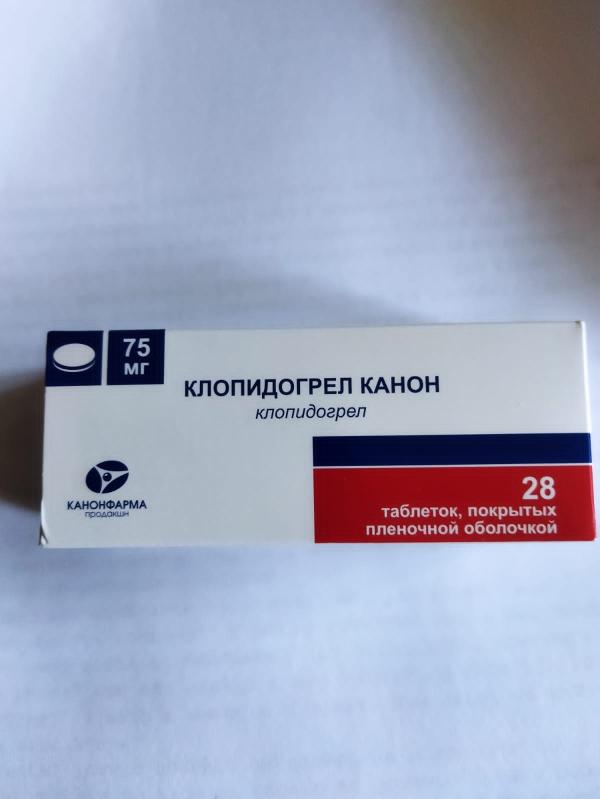 75
мг
КЛОПИДОГРЕЛ КАНОН
клопидогрел
КАНОНФАРМА
продакшн
28
таблеток, покрытых
пленочной оболочкой